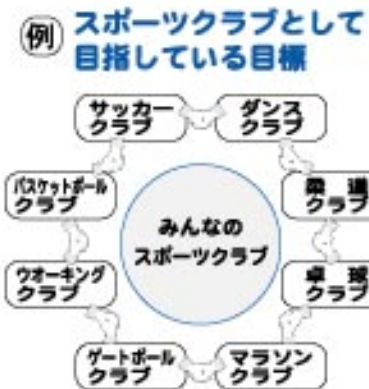 例 スポーツクラブとして
目指している目標
サッカー
クラブ
ダンス
クラブ
バスケットボール
クラブ
柔道
クラブ
みんなの
スポーツクラブ
ウオーキング
クラブ
卓球
クラブ
ゲートボール
クラブ
マラソン
クラブ